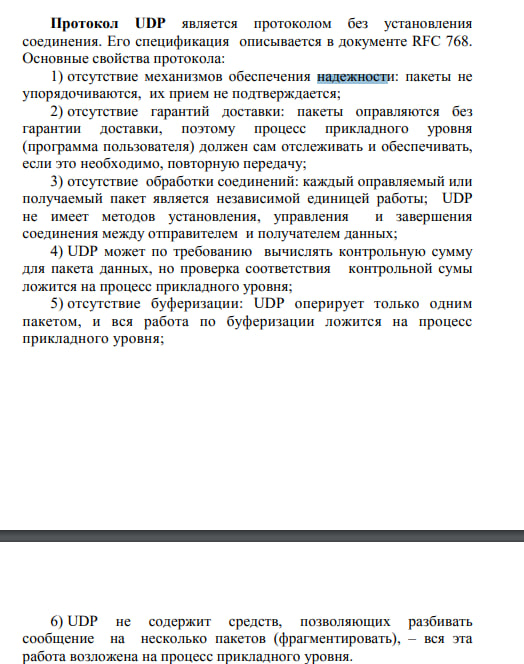 Протокол UDP является протоколом без установления
соединения. Его спецификация описывается в документе RFC 768.
Основные свойства протокола:
1) отсутствие механизмов обеспечения надежности: пакеты не
упорядочиваются, их прием не подтверждается;
2) отсутствие гарантий доставки: пакеты оправляются без
гарантии доставки, поэтому процесс прикладного уровня
(программа пользователя) должен сам отслеживать и обеспечивать,
если это необходимо, повторную передачу;
3) отсутствие обработки соединений: каждый оправляемый или
получаемый пакет является независимой единицей работы; UDP
не имеет методов установления, управления и завершения
соединения между отправителем и получателем данных;
4) UDP может по требованию вычислять контрольную сумму
для пакета данных, но проверка соответствия контрольной сумы
ложится на процесс прикладного уровня;
5) отсутствие буферизации: UDP оперирует только одним
пакетом, и вся работа по буферизации ложится на процесс
прикладного уровня;
6) UDP не содержит средств, позволяющих разбивать
сообщение на несколько пакетов (фрагментировать), – вся эта
работа возложена на процесс прикладного уровня.